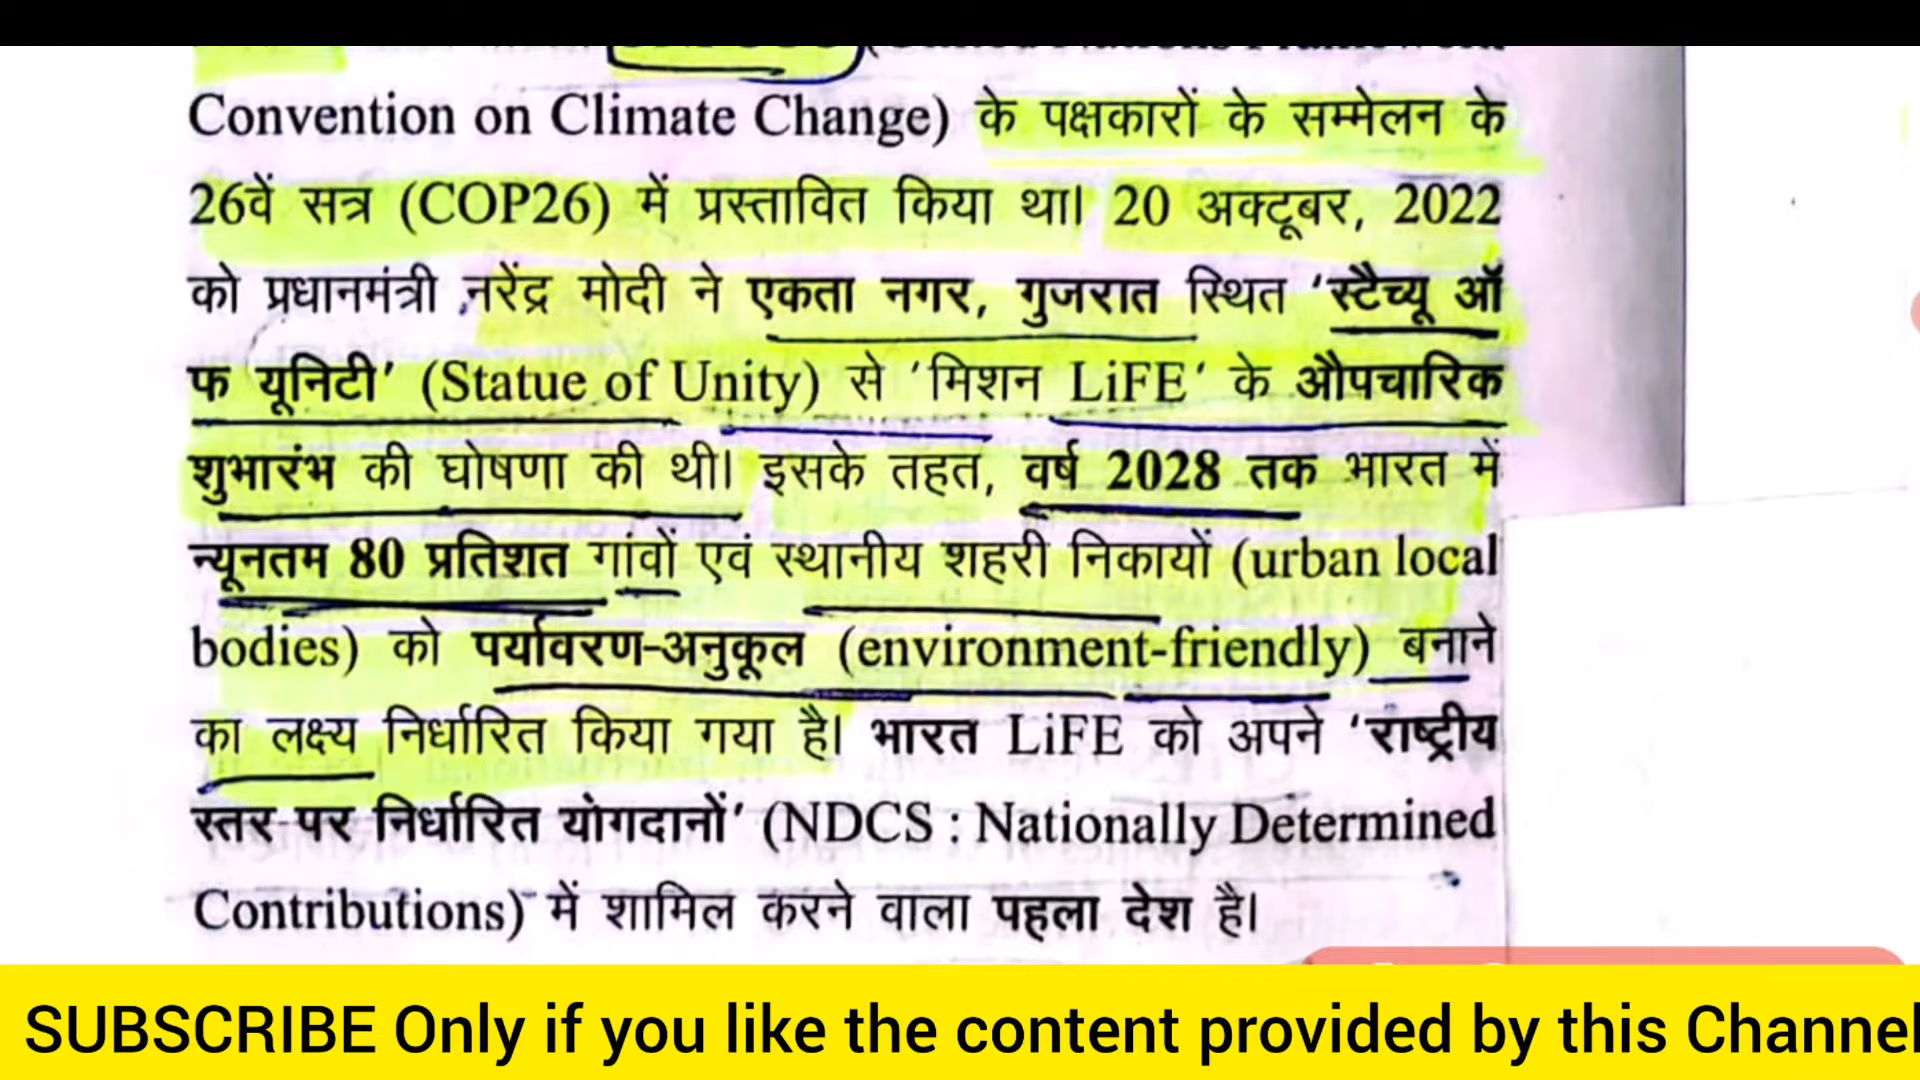 Convention on Climate Change) के पक्षकारों के सम्मेलन के
26वें सत्र (COP26) में प्रस्तावित किया था। 20 अक्टूबर, 2022
को प्रधानमंत्री नरेंद्र मोदी ने एकता नगर, गुजरात स्थित 'स्टैच्यू ऑ
फ यूनिटी' (Statue of Unity) से 'मिशन LiFE' के औपचारिक
शुभारंभ की घोषणा की थी। इसके तहत, वर्ष 2028 तक भारत में
न्यूनतम 80 प्रतिशत गांवों एवं स्थानीय शहरी निकायों (urban local
bodies) को पर्यावरण-अनुकूल (environment-friendly) बनाने
का लक्ष्य निर्धारित किया गया है। भारत LiFE को अपने 'राष्ट्रीय
स्तर पर निर्धारित योगदानों' (NDCS : Nationally Determined
Contributions) में शामिल करने वाला पहला देश है।
SUBSCRIBE Only if you like the content provided by this Channel